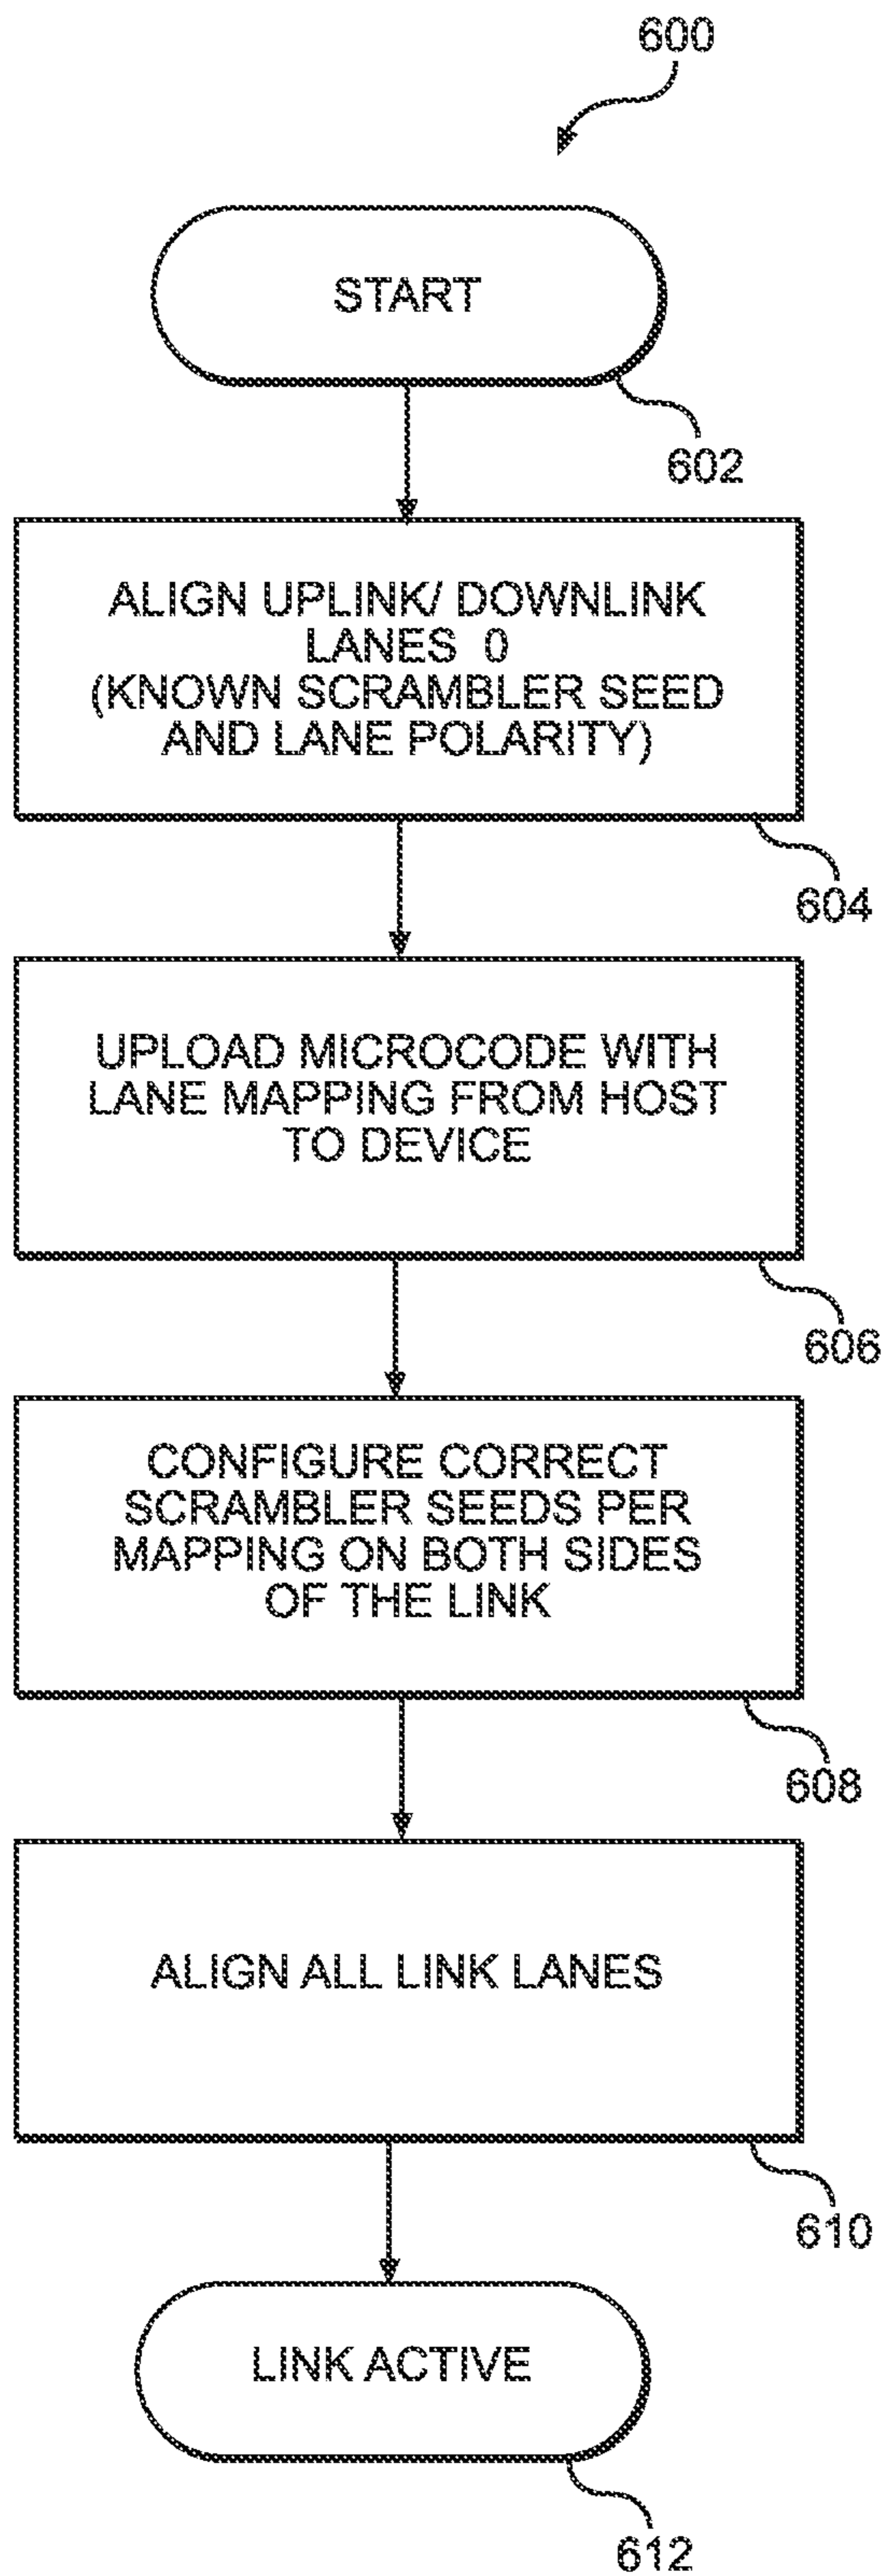 600
START
602
ALIGN UPLINK/ DOWNLINK
LANES 0
(KNOWN SCRAMBLER SEED
AND LANE POLARITY)
604
UPLOAD MICROCODE WITH
LANE MAPPING FROM HOST
TO DEVICE
606
CONFIGURE CORRECT
SCRAMBLER SEEDS PER
MAPPING ON BOTH SIDES
OF THE LINK
608
ALIGN ALL LINK LANES
610
LINK ACTIVE
612